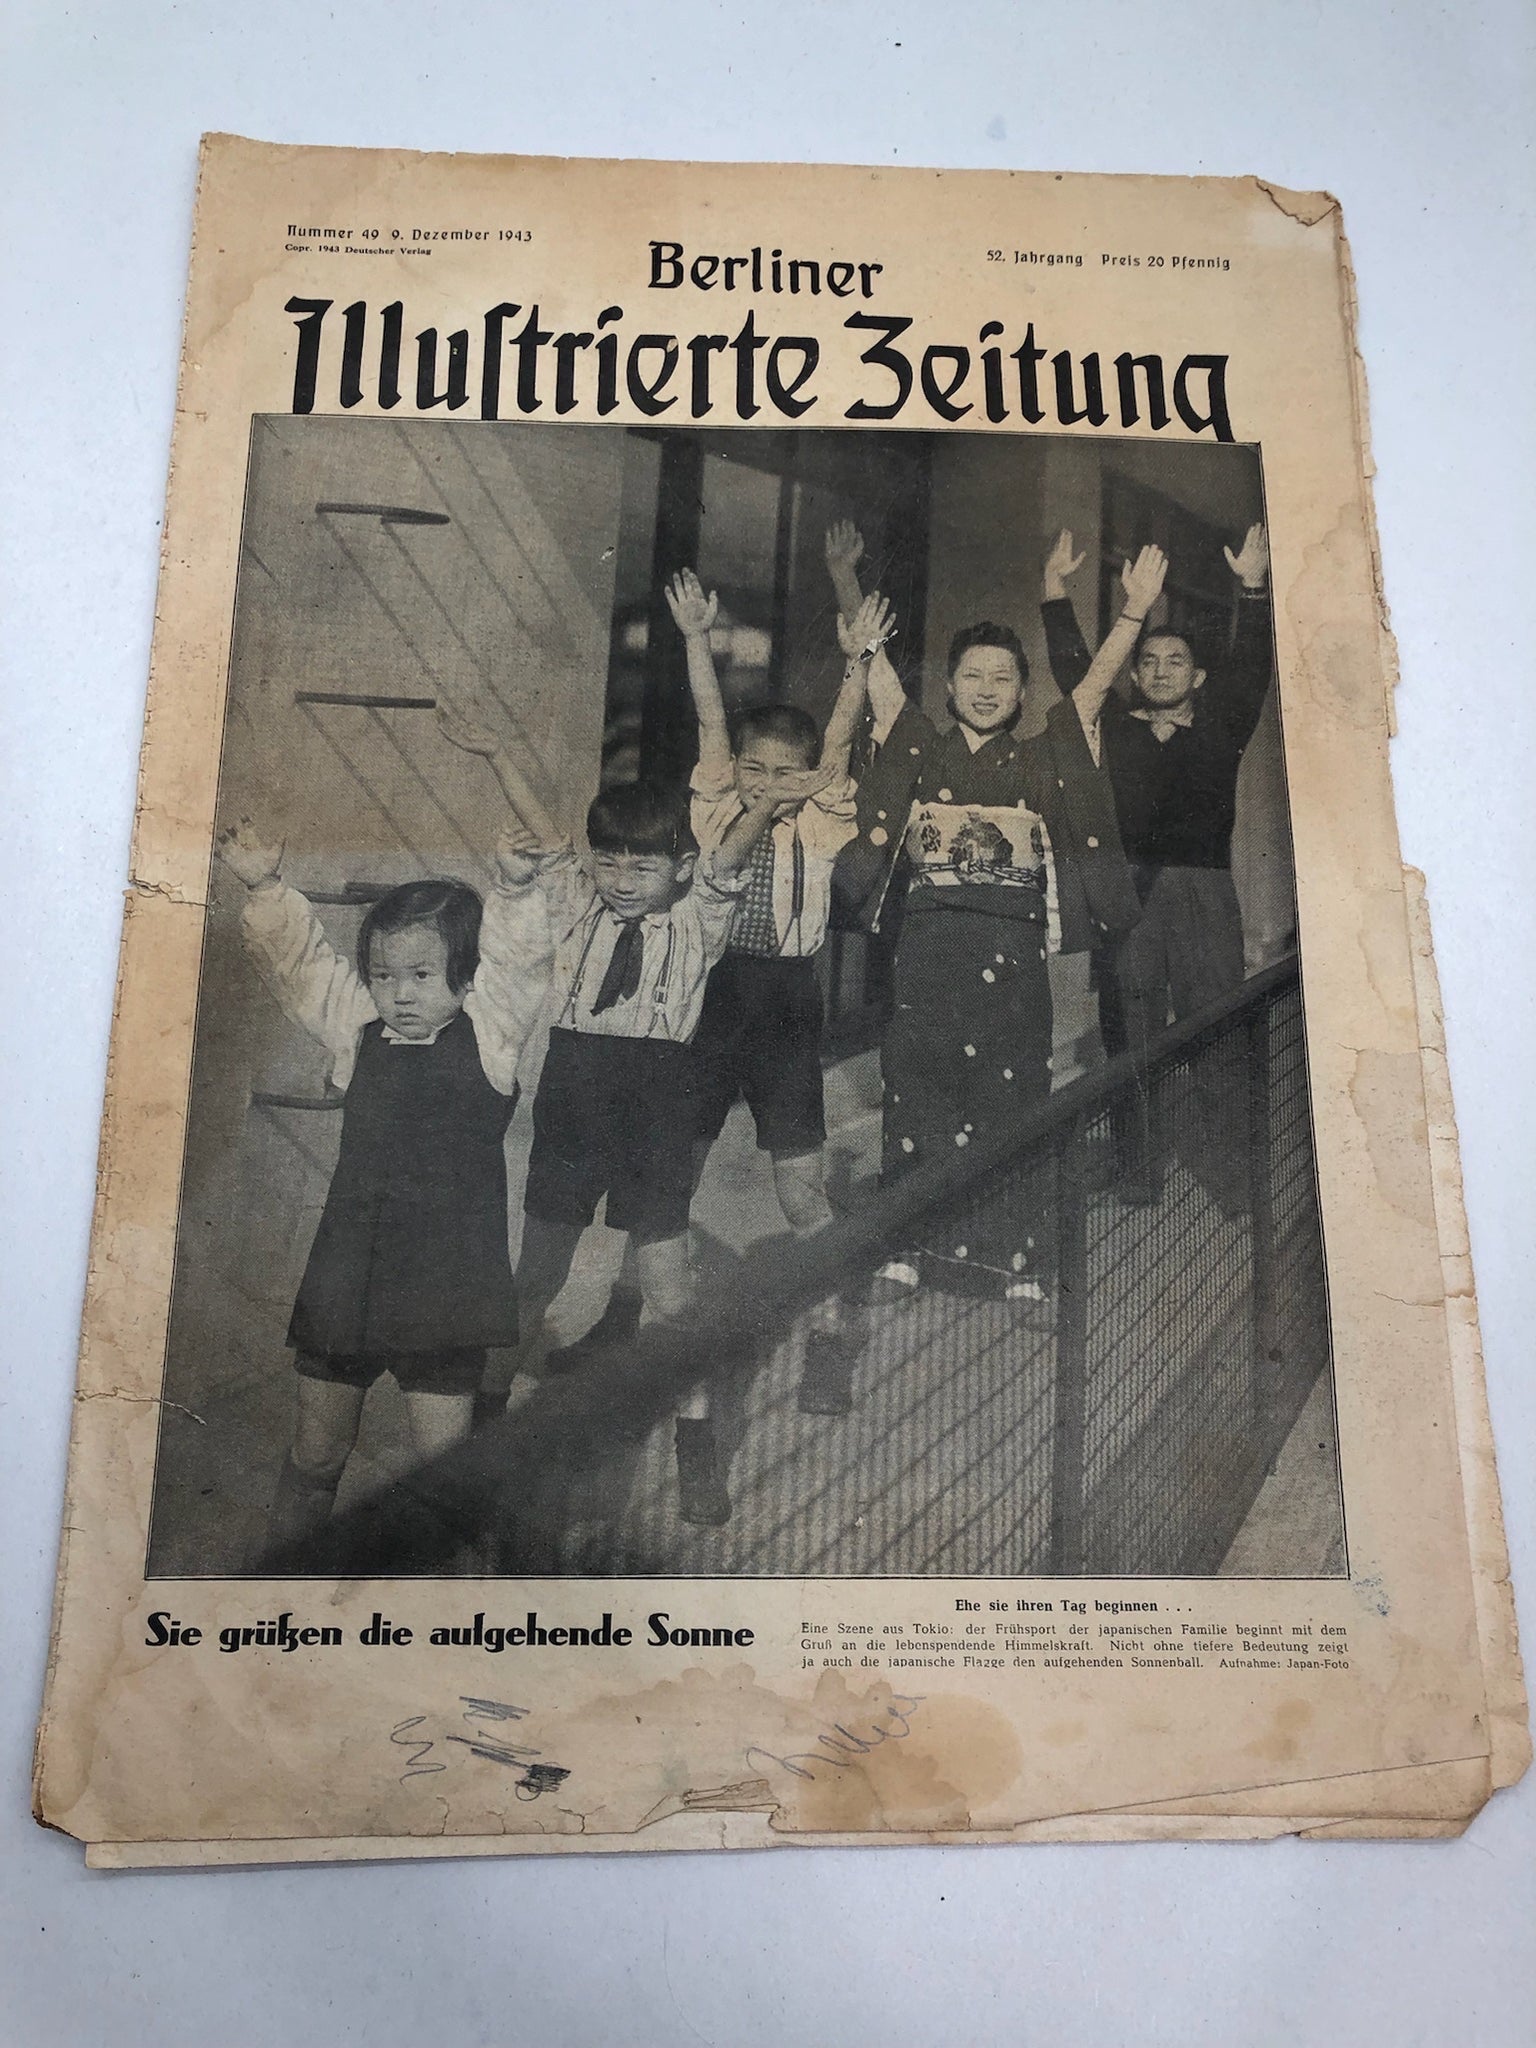 Nummer 49 9. Dezember 1943
Copr. 1943 Deutscher Verlag
52. Jahrgang Preis 20 Pfennig
Berliner
Illustrierte Zeitung
Sie grüßen die aufgehende Sonne
Ehe sie ihren Tag beginnen . . .
Eine Szene aus Tokio: der Frühsport der japanischen Familie beginnt mit dem
Gruß an die lebenspendende Himmelskraft. Nicht ohne tiefere Bedeutung zeigt
ja auch die japanische Flagge den aufgehenden Sonnenball. Aufnahme: Japan-Foto